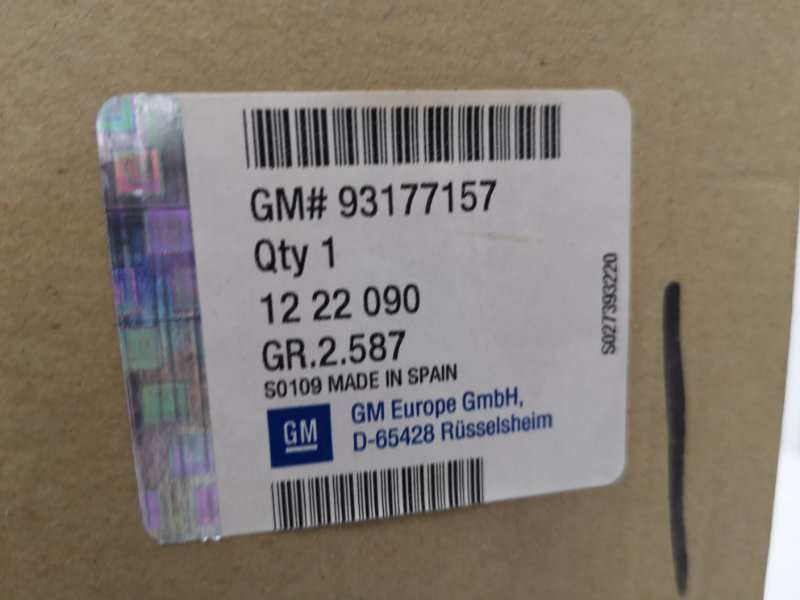 GM# 93177157
Qty 1
12 22 090
GR.2.587
S0109 MADE IN SPAIN
GM
GM Europe GmbH,
D-65428 Rüsselsheim
S027393220